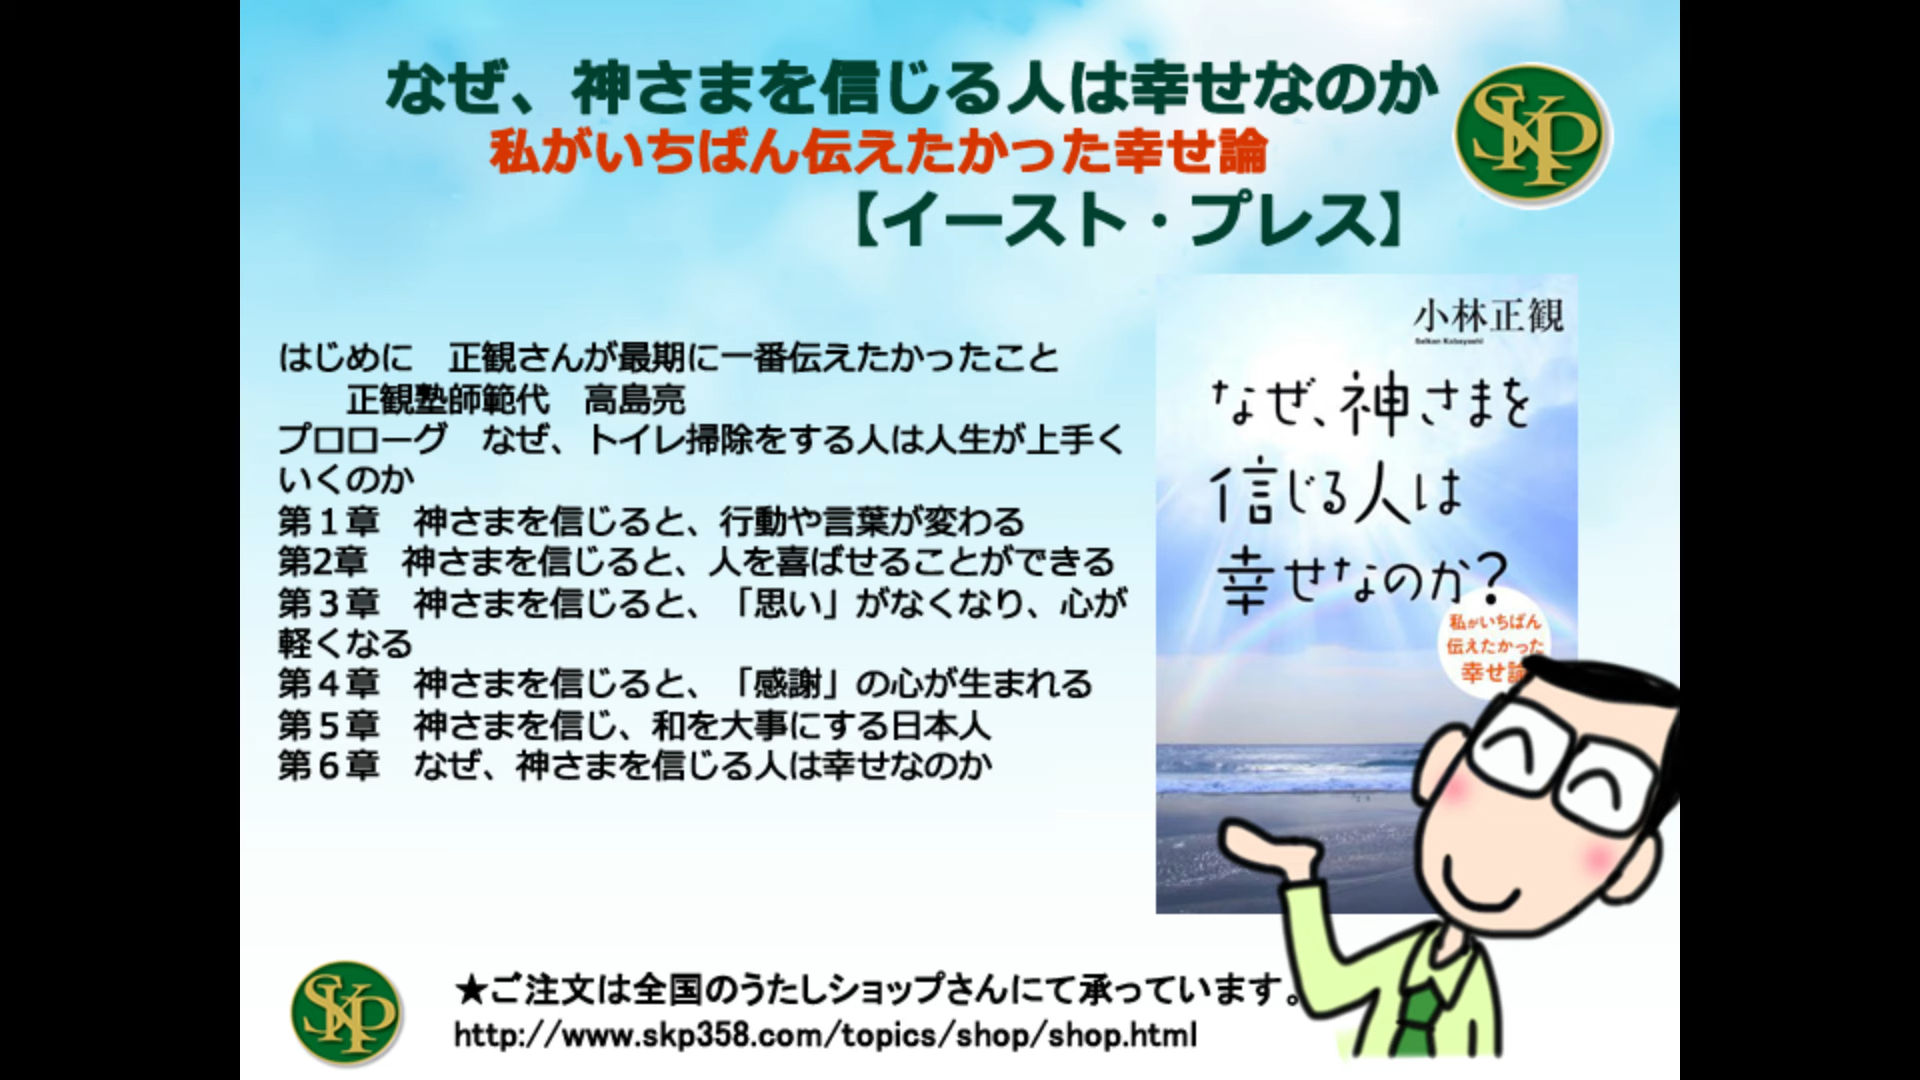 なぜ、神さまを信じる人は幸せなのか
私がいちばん伝えたかった幸せ論
【イースト・プレス】
SKP
はじめに　正観さんが最期に一番伝えたかったこと
正観塾師範代　高島亮
プロローグ　なぜ、トイレ掃除をする人は人生が上手く
いくのか
第１章　神さまを信じると、行動や言葉が変わる
第2章　神さまを信じると、人を喜ばせることができる
第３章　神さまを信じると、「思い」がなくなり、心が
軽くなる
第４章　神さまを信じると、「感謝」の心が生まれる
第５章　神さまを信じ、和を大事にする日本人
第６章　なぜ、神さまを信じる人は幸せなのか
小林正観
Seikan Kobayashi
なぜ、神さまを
信じる人は
幸せなのか?
私がいちばん
伝えたかった
幸せ論
SKP
★ご注文は全国のうたしショップさんにて承っています。
http://www.skp358.com/topics/shop/shop.html